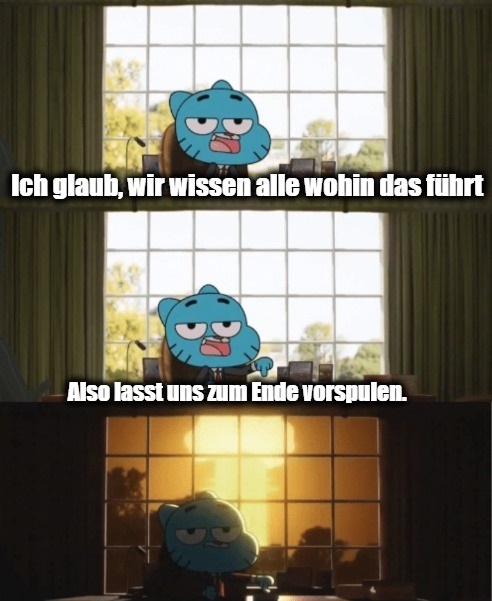 Ich glaub, wir wissen alle wohin das führt
Also lasst uns zum Ende vorspulen.